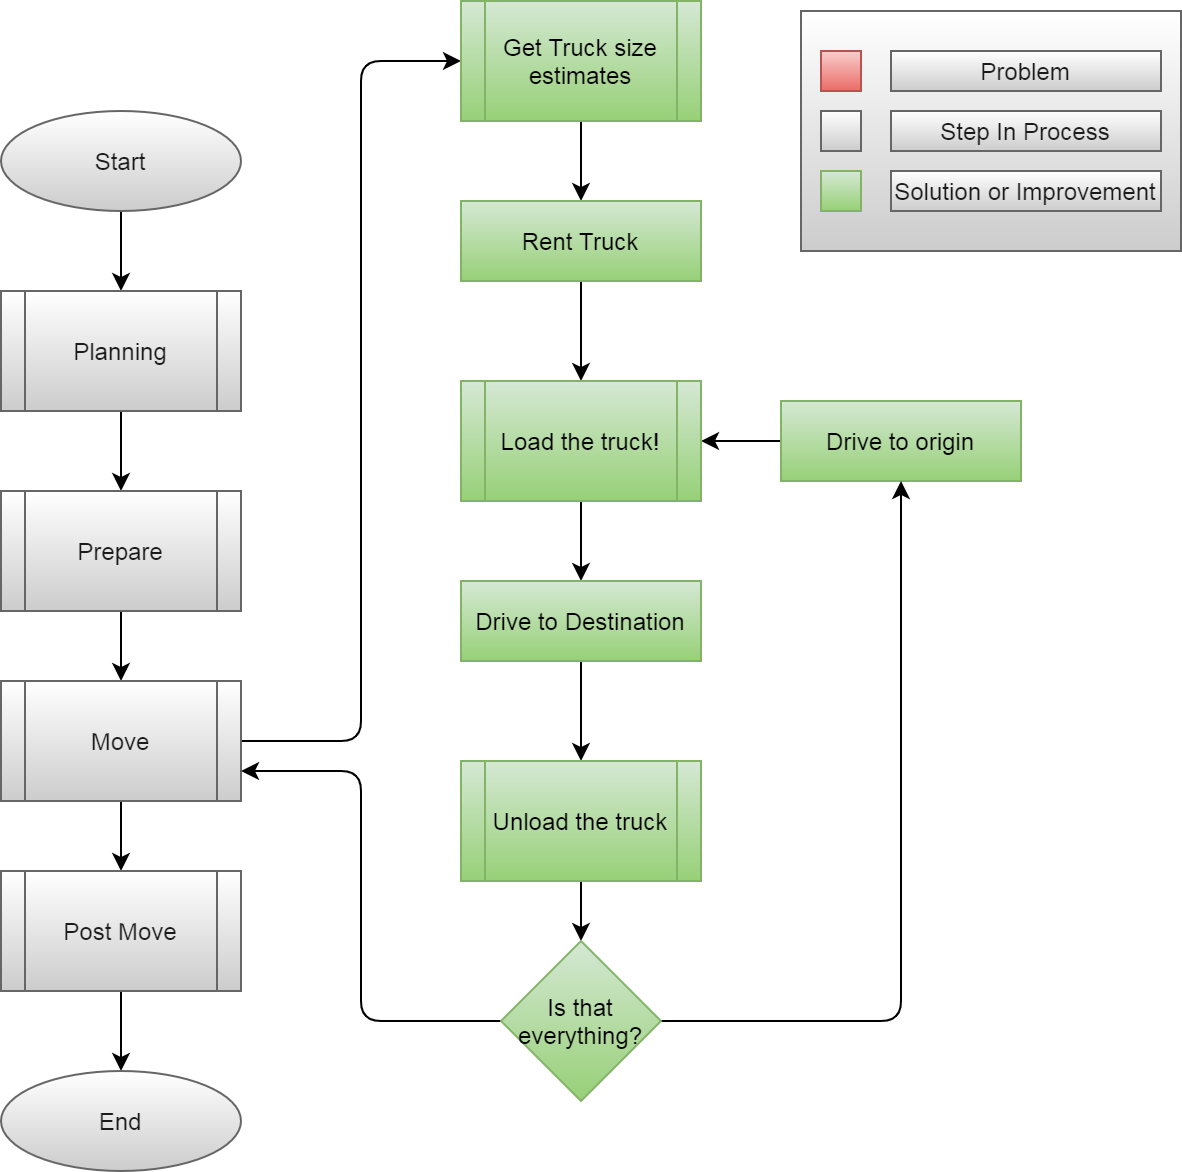 Start
Planning
Prepare
Move
Post Move
End
Get Truck size
estimates
Rent Truck
Load the truck!
Drive to origin
Drive to Destination
Unload the truck
Is that
everything?
Problem
Step In Process
Solution or Improvement